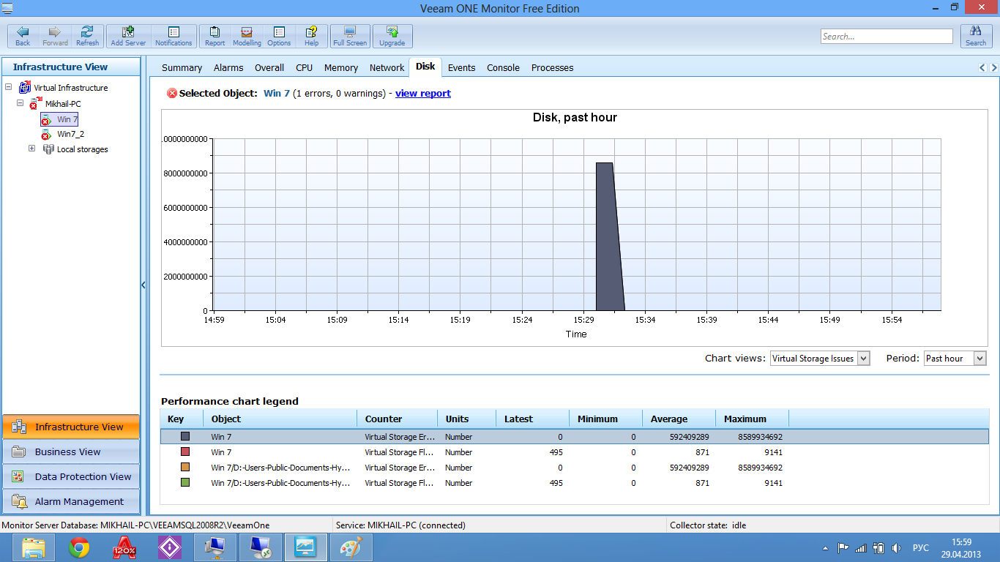 Veeam ONE Monitor Free Edition
Back Forward Refresh Add Server Notifications Report Modelling Options Help Full Screen Upgrade Search... Search
Infrastructure View
Virtual Infrastructure
Mikhail-PC
Win 7
Win7_2
Local storages
Infrastructure View
Business View
Data Protection View
Alarm Management
Summary Alarms Overall CPU Memory Network Disk Events Console Processes
Selected Object: Win 7 (1 errors, 0 warnings) - view report
Disk, past hour
.0000000000
8000000000
6000000000
4000000000
2000000000
0
14:59 15:04 15:09 15:14 15:19 15:24 15:29 15:34 15:39 15:44 15:49 15:54
Time
Chart views: Virtual Storage Issues Period: Past hour
Performance chart legend
Key Object Counter Units Latest Minimum Average Maximum
Win 7 Virtual Storage Er... Number 0 0 592409289 8589934692
Win 7 Virtual Storage Fl... Number 495 0 871 9141
Win 7/D:-Users-Public-Documents-Hy... Virtual Storage Er... Number 0 0 592409289 8589934692
Win 7/D:-Users-Public-Documents-Hy... Virtual Storage Fl... Number 495 0 871 9141
Monitor Server Database: MIKHAIL-PC\VEEAMSQL2008R2\VeeamOne Service: MIKHAIL-PC (connected) Collector state: idle
120%
РУС
15:59
29.04.2013